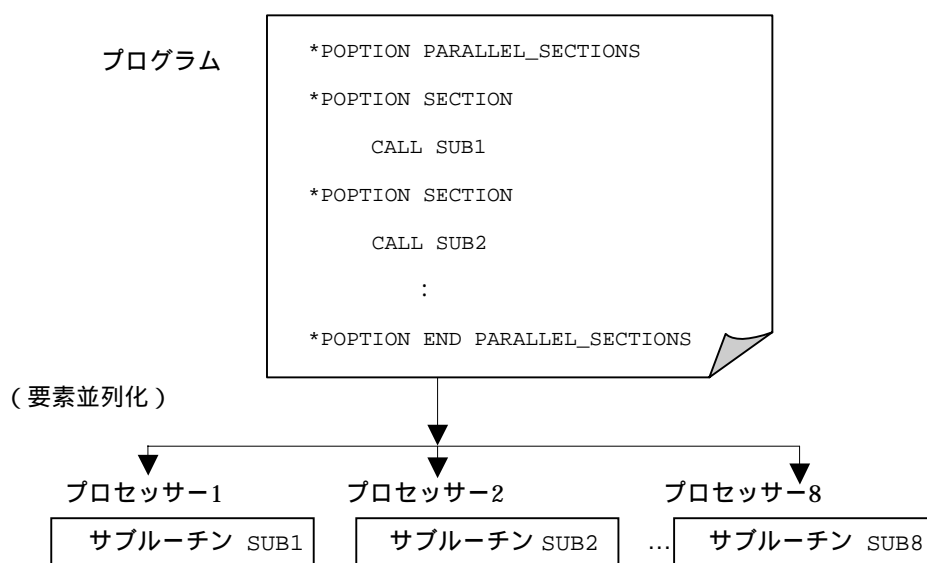 プログラム
*POPTION PARALLEL_SECTIONS
*POPTION SECTION
CALL SUB1
*POPTION SECTION
CALL SUB2
:
*POPTION END PARALLEL_SECTIONS
(要素並列化)
プロセッサー1 プロセッサー2 プロセッサー8
サブルーチン SUB1 サブルーチン SUB2 … サブルーチン SUB8